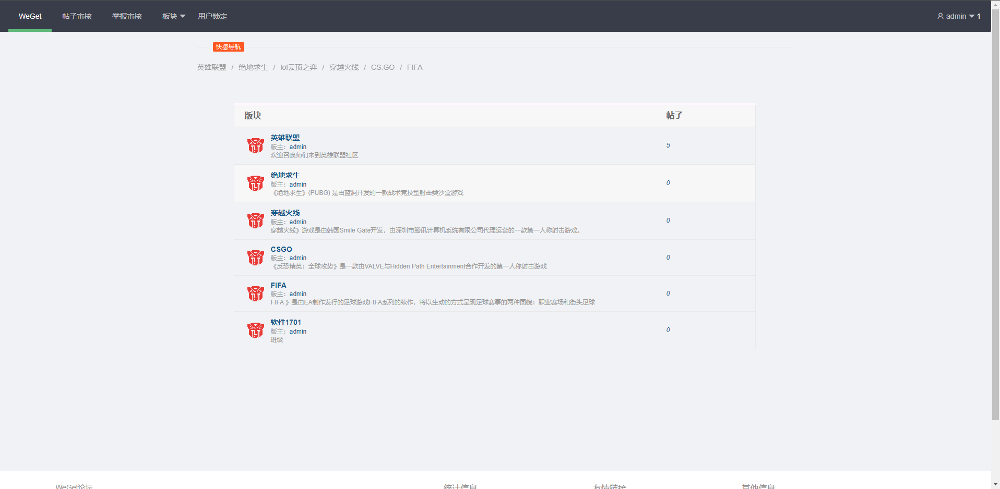 WeGet 帖子审核 举报审核 板块 用户锁定 admin 1
快捷导航
英雄联盟 / 绝地求生 / lol云顶之弈 / 穿越火线 / CS:GO / FIFA
版块 帖子
英雄联盟
版主：admin
欢迎召唤师们来到英雄联盟社区
5
绝地求生
版主：admin
《绝地求生》(PUBG) 是由蓝洞开发的一款战术竞技型射击类沙盒游戏
0
穿越火线
版主：admin
穿越火线》游戏是由韩国Smile Gate开发，由深圳市腾讯计算机系统有限公司代理运营的一款第一人称射击游戏。
0
CSGO
版主：admin
《反恐精英：全球攻势》是一款由VALVE与Hidden Path Entertainment合作开发的第一人称射击游戏
0
FIFA
版主：admin
FIFA 》是由EA制作发行的足球游戏FIFA系列的续作，将以生动的方式呈现足球赛事的两种面貌：职业赛场和街头足球
0
软件1701
版主：admin
班级
0
WeGet论坛 统计信息 友情链接 其他信息